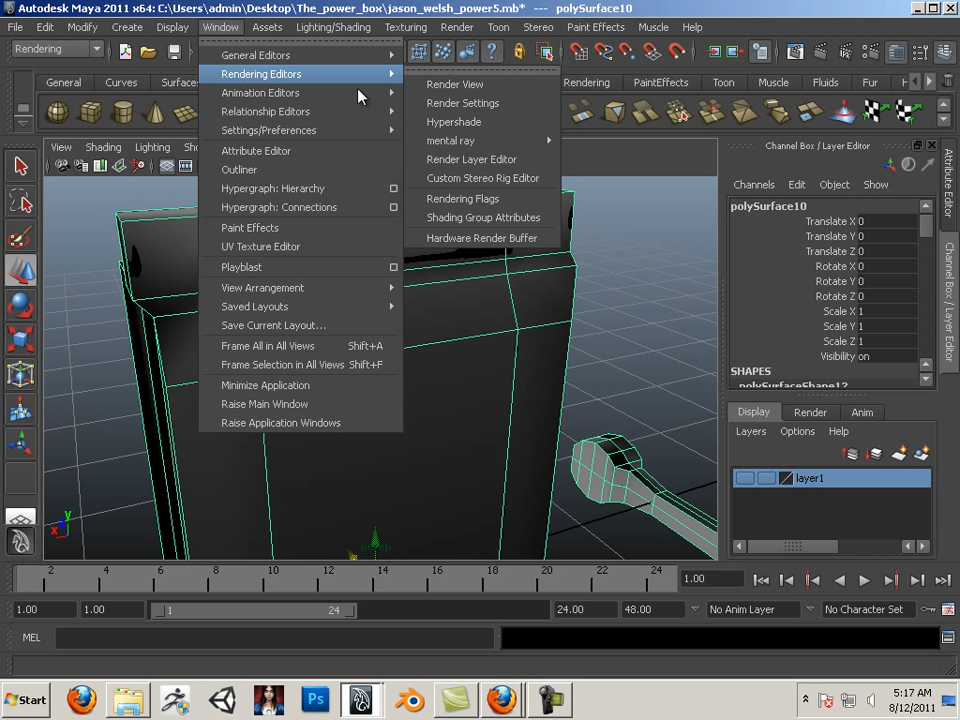 Autodesk Maya 2011 x64: C:\Users\admin\Desktop\The_power_box\jason_welsh_power5.mb* --- polySurface10
File Edit Modify Create Display Window Assets Lighting/Shading Texturing Render Toon Stereo Paint Effects Muscle Help
Rendering
General Curves Surfaces Rendering PaintEffects Toon Muscle Fluids Fur H
View Shading Lighting Sho
General Editors
Rendering Editors
Animation Editors
Relationship Editors
Settings/Preferences
Attribute Editor
Outliner
Hypergraph: Hierarchy
Hypergraph: Connections
Paint Effects
UV Texture Editor
Playblast
View Arrangement
Saved Layouts
Save Current Layout...
Frame All in All Views Shift+A
Frame Selection in All Views Shift+F
Minimize Application
Raise Main Window
Raise Application Windows
Render View
Render Settings
Hypershade
mental ray
Render Layer Editor
Custom Stereo Rig Editor
Rendering Flags
Shading Group Attributes
Hardware Render Buffer
Channel Box / Layer Editor
Channels Edit Object Show
polySurface10
Translate X 0
Translate Y 0
Translate Z 0
Rotate X 0
Rotate Y 0
Rotate Z 0
Scale X 1
Scale Y 1
Scale Z 1
Visibility on
SHAPES
polySurfaceShape12
Display Render Anim
Layers Options Help
layer1
Attribute Editor
Channel Box / Layer Editor
y
x
persp
2 4 6 8 10 12 14 16 18 20 22 24
1.00
1.00 1.00 1 24 24.00 48.00 No Anim Layer No Character Set
MEL
Start
Ps
5:17 AM
8/12/2011